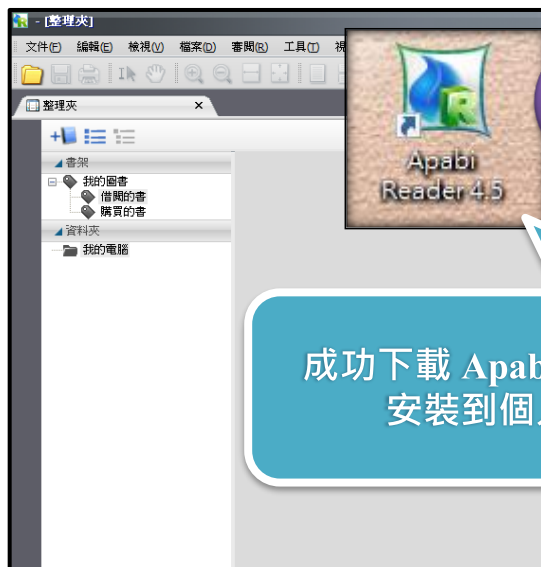 - [整理夾]
文件(F) 編輯(E) 檢視(V) 檔案(D) 審閱(R) 工具(T) 視
整理夾
書架
我的圖書
借閱的書
購買的書
資料夾
我的電腦
Apabi
Reader 4.5
成功下載 Apab
安裝到個